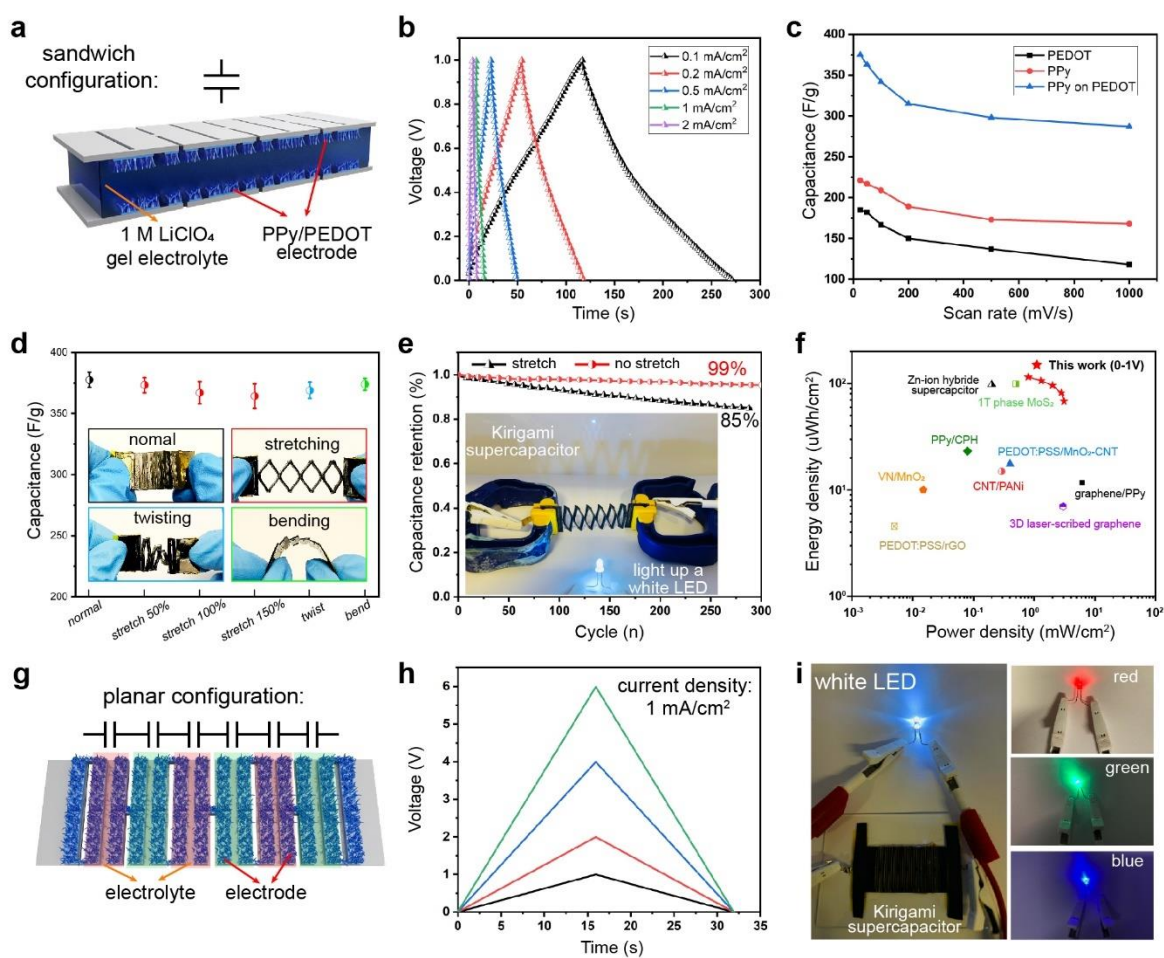 a
sandwich
configuration:
1 M LiClO₄
gel electrolyte
PPy/PEDOT
electrode
b
Voltage (V)
1.2
1.0
0.8
0.6
0.4
0.2
0.0
0.1 mA/cm²
0.2 mA/cm²
0.5 mA/cm²
1 mA/cm²
2 mA/cm²
0 50 100 150 200 250 300
Time (s)
c
Capacitance (F/g)
400
350
300
250
200
150
100
PEDOT
PPy
PPy on PEDOT
0 200 400 600 800 1000
Scan rate (mV/s)
d
Capacitance (F/g)
400
375
350
325
300
275
250
225
200
nomal
stretching
twisting
bending
normal
stretch 50%
stretch 100%
stretch 150%
twist
bend
e
Capacitance retention (%)
1.0
0.8
0.6
0.4
0.2
0.0
stretch
no stretch
99%
85%
Kirigami
supercapacitor
light up a
white LED
0 50 100 150 200 250 300
Cycle (n)
f
Energy density (uWh/cm²)
10²
10¹
10⁰
This work (0-1V)
Zn-ion hybride
supercapcitor
1T phase MoS₂
PPy/CPH
PEDOT:PSS/MnO₂-CNT
VN/MnO₂
CNT/PANi
graphene/PPy
3D laser-scribed graphene
PEDOT:PSS/rGO
10⁻³ 10⁻² 10⁻¹ 10⁰ 10¹ 10²
Power density (mW/cm²)
g
planar configuration:
electrolyte
electrode
h
Voltage (V)
6
5
4
3
2
1
0
current density:
1 mA/cm²
0 5 10 15 20 25 30 35
Time (s)
i
white LED
Kirigami
supercapacitor
red
green
blue